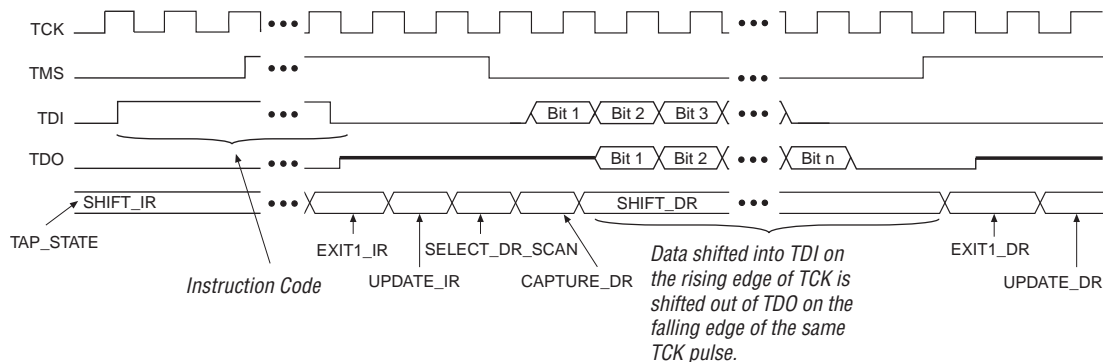 TCK
TMS
TDI
Bit 1 Bit 2 Bit 3
TDO
Bit 1 Bit 2 Bit n
SHIFT_IR
SHIFT_DR
TAP_STATE
EXIT1_IR
SELECT_DR_SCAN
UPDATE_IR
CAPTURE_DR
Instruction Code
Data shifted into TDI on
the rising edge of TCK is
shifted out of TDO on the
falling edge of the same
TCK pulse.
EXIT1_DR
UPDATE_DR